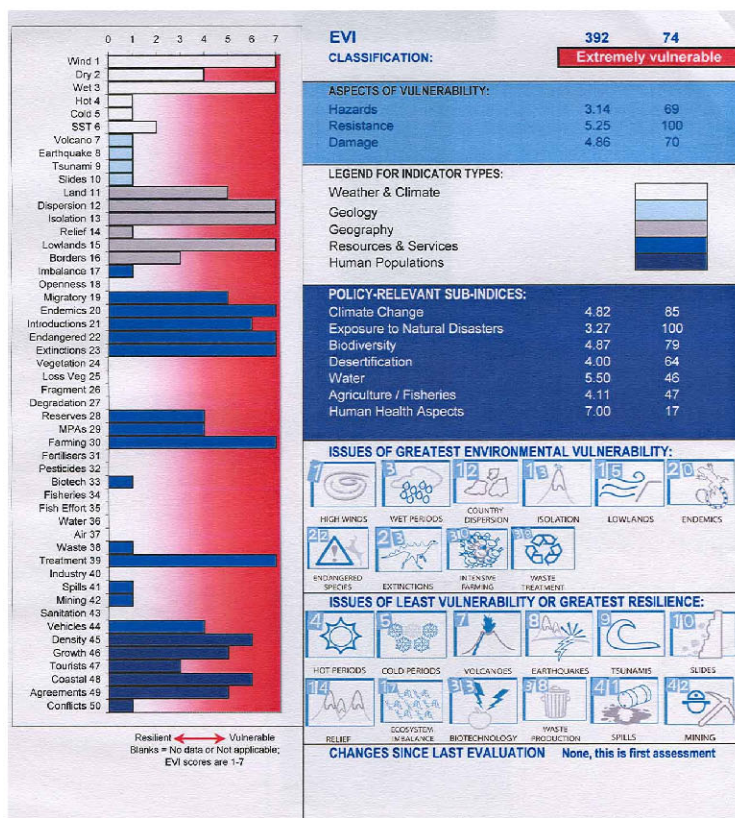 0 1 2 3 4 5 6 7
Wind 1
Dry 2
Wet 3
Hot 4
Cold 5
SST 6
Volcano 7
Earthquake 8
Tsunami 9
Slides 10
Land 11
Dispersion 12
Isolation 13
Relief 14
Lowlands 15
Borders 16
Imbalance 17
Openness 18
Migratory 19
Endemics 20
Introductions 21
Endangered 22
Extinctions 23
Vegetation 24
Loss Veg 25
Fragment 26
Degradation 27
Reserves 28
MPAs 29
Farming 30
Fertilisers 31
Pesticides 32
Biotech 33
Fisheries 34
Fish Effort 35
Water 36
Air 37
Waste 38
Treatment 39
Industry 40
Spills 41
Mining 42
Sanitation 43
Vehicles 44
Density 45
Growth 46
Tourists 47
Coastal 48
Agreements 49
Conflicts 50
Resilient Vulnerable
Blanks = No data or Not applicable;
EVI scores are 1-7
EVI 392 74
CLASSIFICATION: Extremely vulnerable
ASPECTS OF VULNERABILITY:
Hazards 3.14 69
Resistance 5.25 100
Damage 4.86 70
LEGEND FOR INDICATOR TYPES:
Weather & Climate
Geology
Geography
Resources & Services
Human Populations
POLICY-RELEVANT SUB-INDICES:
Climate Change 4.82 85
Exposure to Natural Disasters 3.27 100
Biodiversity 4.87 79
Desertification 4.00 64
Water 5.50 46
Agriculture / Fisheries 4.11 47
Human Health Aspects 7.00 17
ISSUES OF GREATEST ENVIRONMENTAL VULNERABILITY:
1 3 12 13 15 20
HIGH WINDS WET PERIODS COUNTRY DISPERSION ISOLATION LOWLANDS ENDEMICS
22 23 30 39
ENDANGERED SPECIES EXTINCTIONS INTENSIVE FARMING WASTE TREATMENT
ISSUES OF LEAST VULNERABILITY OR GREATEST RESILIENCE:
4 5 7 8 9 10
HOT PERIODS COLD PERIODS VOLCANOES EARTHQUAKES TSUNAMIS SLIDES
14 17 33 38 41 42
RELIEF ECOSYSTEM IMBALANCE BIOTECHNOLOGY WASTE PRODUCTION SPILLS MINING
CHANGES SINCE LAST EVALUATION None, this is first assessment